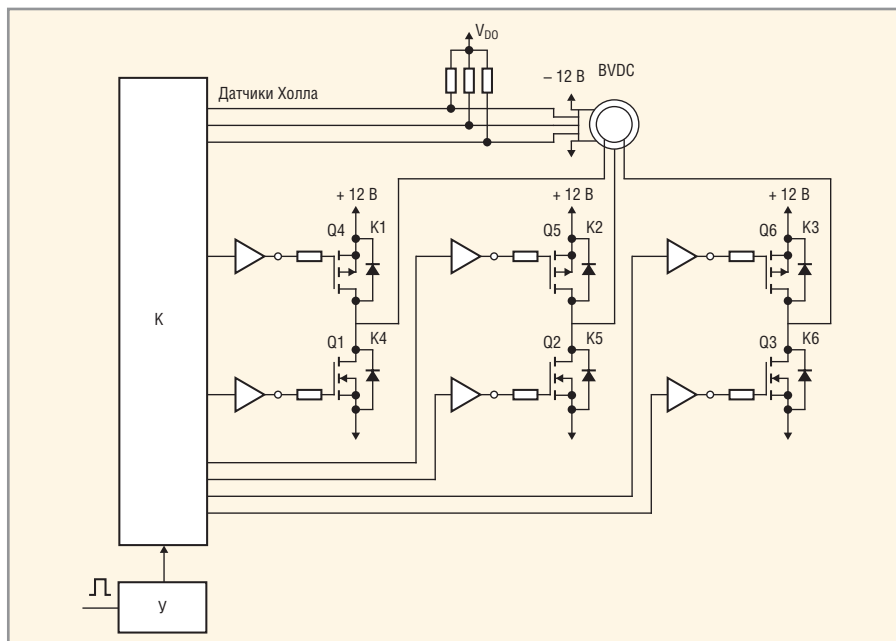 V_DO
BVDC
– 12 В
Датчики Холла
+ 12 В
+ 12 В
+ 12 В
Q4
K1
Q5
K2
Q6
K3
K
Q1
K4
Q2
K5
Q3
K6
У